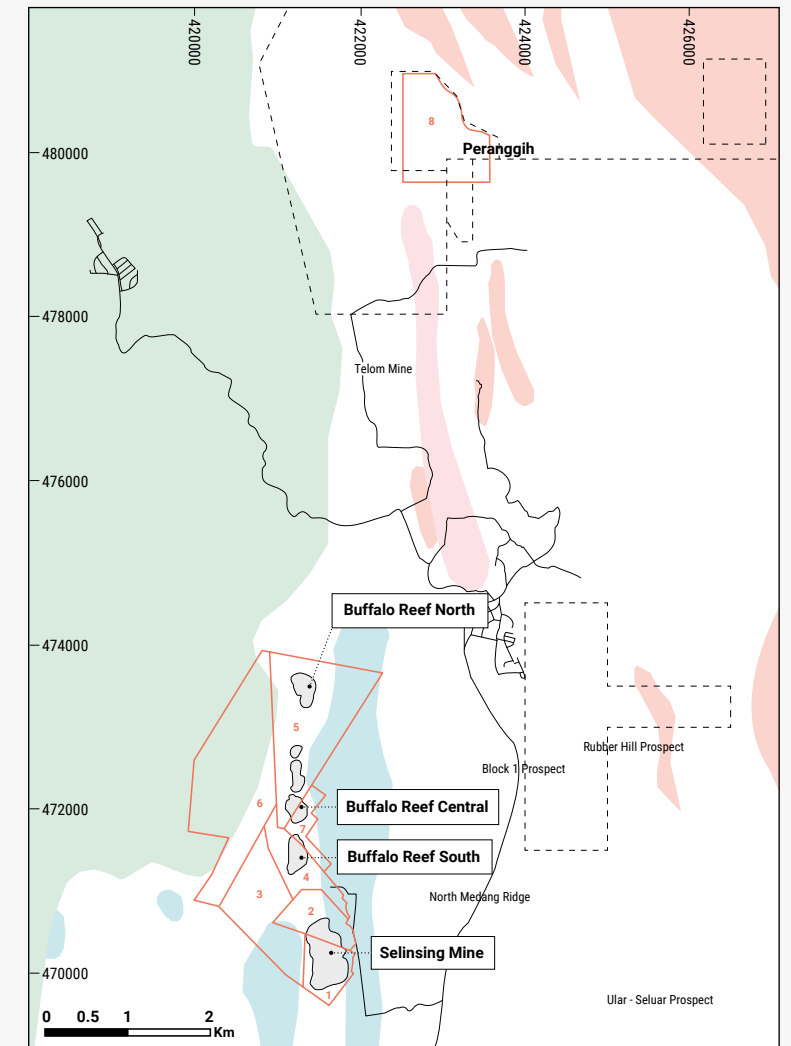 420000
422000
424000
426000
8
Peranggih
480000
478000
Telom Mine
476000
Buffalo Reef North
474000
5
Rubber Hill Prospect
Block 1 Prospect
6
472000
Buffalo Reef Central
7
Buffalo Reef South
4
3
North Medang Ridge
2
Selinsing Mine
470000
1
Ular - Seluar Prospect
0 0.5 1 2
Km